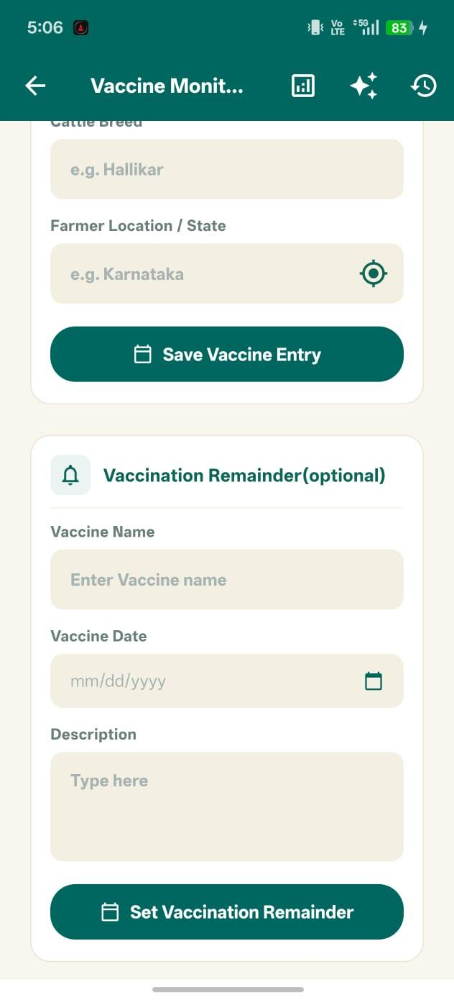 5:06
Vo
LTE
5G
83
Vaccine Monit...
Cattle Breed
e.g. Hallikar
Farmer Location / State
e.g. Karnataka
Save Vaccine Entry
Vaccination Remainder(optional)
Vaccine Name
Enter Vaccine name
Vaccine Date
mm/dd/yyyy
Description
Type here
Set Vaccination Remainder